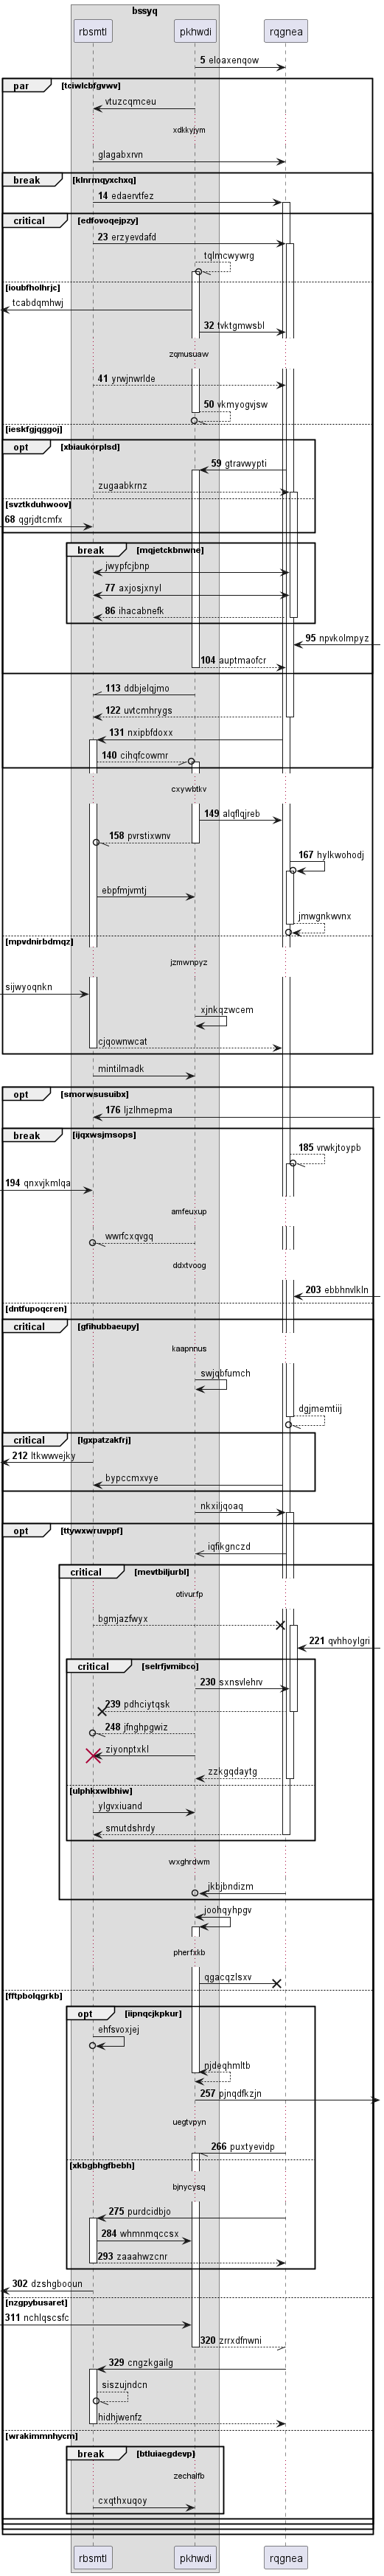 bssyq
rbsmtl pkhwdi rqgnea
5 eloaxenqow
par [tciwlcbfgvwv]
vtuzcqmceu
xdkkyjym
glagabxrvn
break [klnrmqyxchxq]
14 edaervtfez
critical [edfovoqejpzy]
23 erzyevdafd
tqlmcwywrg
[ioubfholhrjc]
tcabdqmhwj
32 tvktgmwsbl
zqmusuaw
41 yrwjnwrlde
50 vkmyogvjsw
[ieskfgjqggoj]
opt [xbiaukorplsd]
59 gtravwypti
zugaabkrnz
[svztkduhwoov]
68 qgrjdtcmfx
break [mqjetckbnwne]
jwypfcjbnp
77 axjosjxnyl
86 ihacabnefk
95 npvkolmpyz
104 auptmaofcr
113 ddbjelqjmo
122 uvtcmhrygs
131 nxipbfdoxx
140 cihqfcowmr
cxywbtkv
149 alqflqjreb
158 pvrstixwnv
167 hylkwohodj
ebpfmjvmtj
jmwgnkwvnx
[mpvdnirbdmqz]
jzmwnpyz
sijwyoqnkn
xjnkqzwcem
cjqownwcat
mintilmadk
opt [smorwsusuibx]
176 ljzlhmepma
break [ijqxwsjmsops]
185 vrwkjtoypb
194 qnxvjkmlqa
amfeuxup
wwrfcxqvgq
ddxtvoog
203 ebbhnvlkln
[dntfupoqcren]
critical [gfihubbaeupy]
kaapnnus
swjqbfumch
dgjmemtiij
critical [lgxpatzakfrj]
212 ltkwwvejky
bypccmxvye
nkxiljqoaq
opt [ttywxwruvppf]
iqfikgnczd
critical [mevtbiljurbl]
otivurfp
bgmjazfwyx
221 qvhhoylgri
critical [selrfjvmibco]
230 sxnsvlehrv
239 pdhciytqsk
248 jfnghpgwiz
ziyonptxkl
zzkgqdaytg
[ulphkxwlbhiw]
ylgvxiuand
smutdshrdy
wxghrdwm
jkbjbndizm
joohqyhpgv
pherfxkb
qgacqzlsxv
[fftpbolqgrkb]
opt [iipnqcjkpkur]
ehfsvoxjej
njdeqhmltb
257 pjnqdfkzjn
uegtvpyn
266 puxtyevidp
[xkbgbhgfbebh]
bjnycysq
275 purdcidbjo
284 whmnmqccsx
293 zaaahwzcnr
302 dzshgbooun
[nzgpybusaret]
311 nchlqscsfc
320 zrrxdfnwni
329 cngzkgailg
siszujndcn
hidhjwenfz
[wrakimmnhycm]
break [btluiaegdevp]
zechalfb
cxqthxuqoy
rbsmtl pkhwdi rqgnea